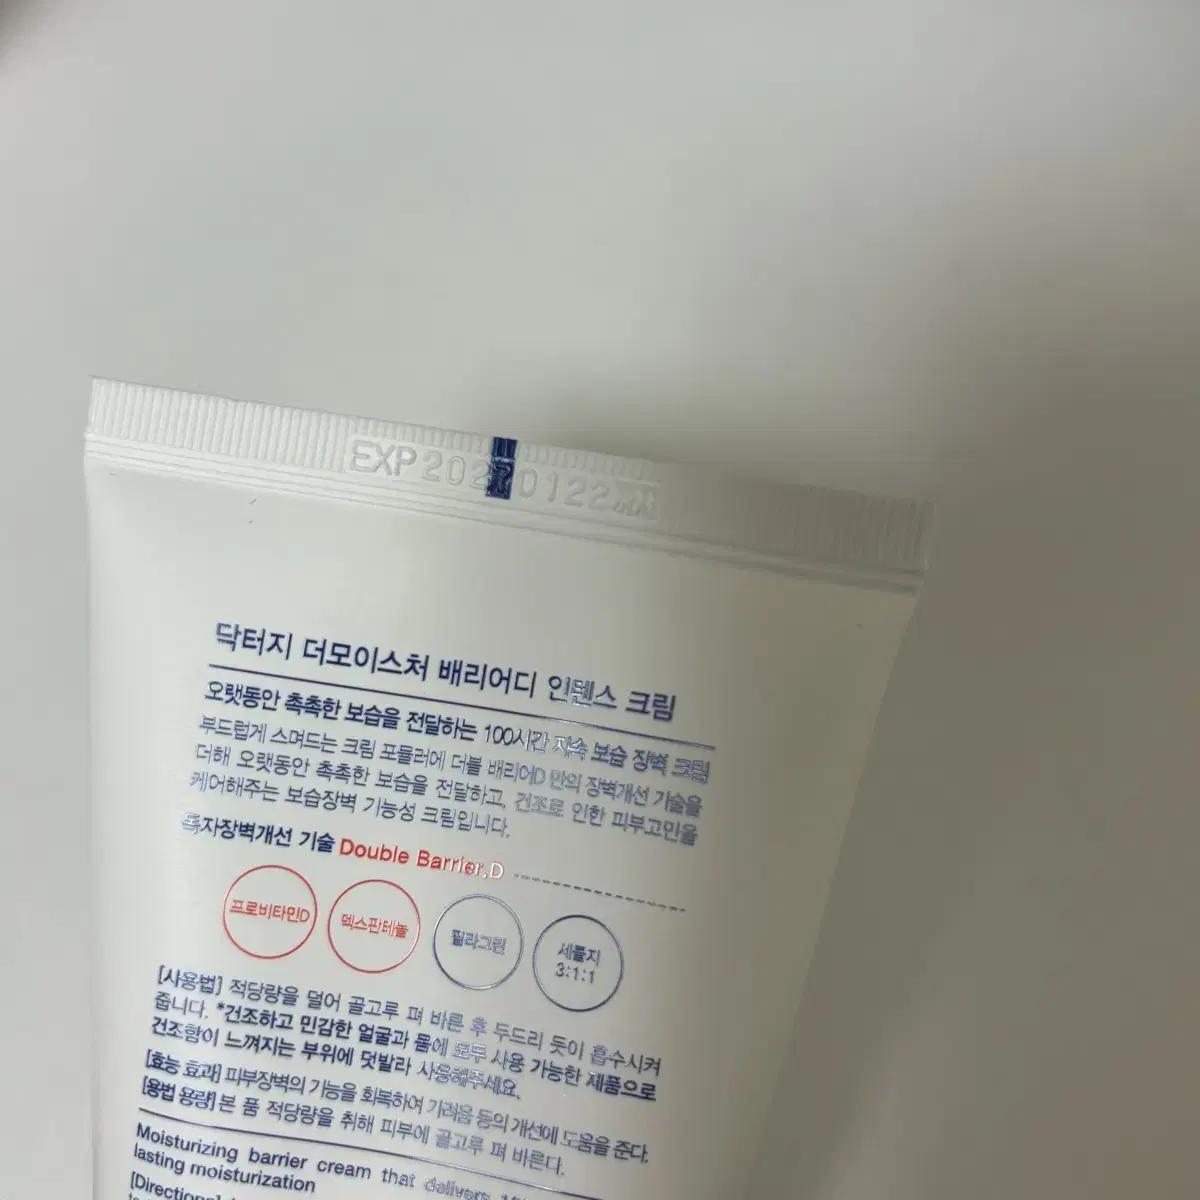 EXP 20270122
닥터지 더모이스처 배리어디 인텐스 크림
오랫동안 촉촉한 보습을 전달하는 100시간 지속 보습 장벽 크림
부드럽게 스며드는 크림 포뮬러에 더블 배리어D 만의 장벽개선 기술을
더해 오랫동안 촉촉한 보습을 전달하고, 건조로 인한 피부고민을
케어해주는 보습장벽 기능성 크림입니다.
독자장벽개선 기술 Double Barrier.D
프로비타민D
덱스판테놀
필라그린
세률지
3:1:1
[사용법] 적당량을 덜어 골고루 펴 바른 후 두드리 듯이 흡수시켜
줍니다. *건조하고 민감한 얼굴과 몸에 모두 사용 가능한 제품으로
건조함이 느껴지는 부위에 덧발라 사용해주세요.
[효능 효과] 피부장벽의 기능을 회복하여 가려움 등의 개선에 도움을 준다.
[용법 용량] 본 품 적당량을 취해 피부에 골고루 펴 바른다.
Moisturizing barrier cream that delivers
lasting moisturization
[Directions]